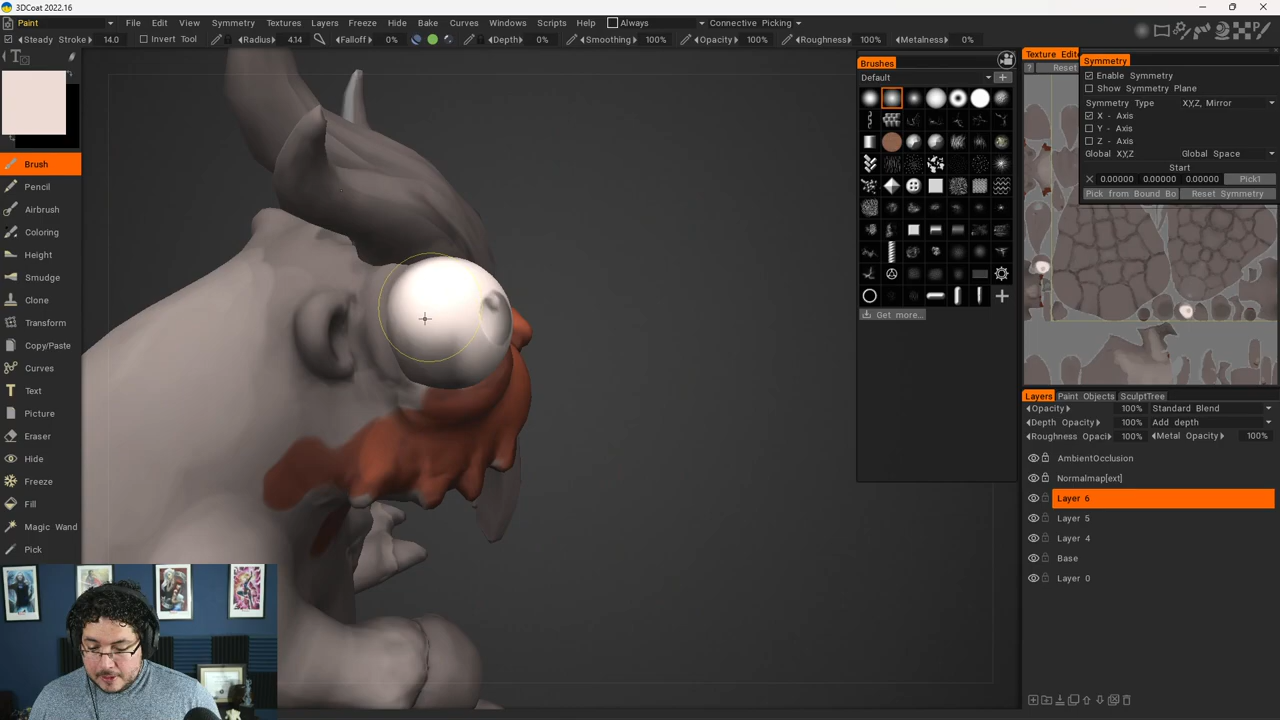 3DCoat 2022.16
Paint File Edit View Symmetry Textures Layers Freeze Hide Bake Curves Windows Scripts Help Always Connective Picking
Steady Stroke 14.0 Invert Tool Radius 4.14 Falloff 0% Depth 0% Smoothing 100% Opacity 100% Roughness 100% Metalness 0%
Brush
Pencil
Airbrush
Coloring
Height
Smudge
Clone
Transform
Copy/Paste
Curves
Text
Picture
Eraser
Hide
Freeze
Fill
Magic Wand
Pick
Brushes
Default
Get more...
Texture Edit
? Reset
Symmetry
Enable Symmetry
Show Symmetry Plane
Symmetry Type X,Y,Z, Mirror
X - Axis
Y - Axis
Z - Axis
Global X,Y,Z Global Space
Start
0.00000 0.00000 0.00000 Pick1
Pick from Bound Bo Reset Symmetry
Layers Paint Objects SculptTree
Opacity 100% Standard Blend
Depth Opacity 100% Add depth
Roughness Opaci 100% Metal Opacity 100%
AmbientOcclusion
Normalmap[ext]
Layer 6
Layer 5
Layer 4
Base
Layer 0